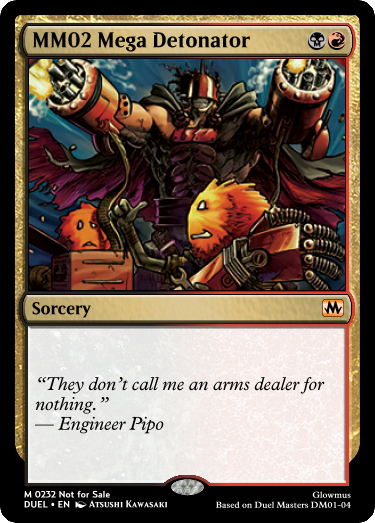 MM02 Mega Detonator
Sorcery
“They don’t call me an arms dealer for
nothing.”
— Engineer Pipo
M 0232 Not for Sale
Glowmus
DUEL • EN Atsushi Kawasaki
Based on Duel Masters DM01-04